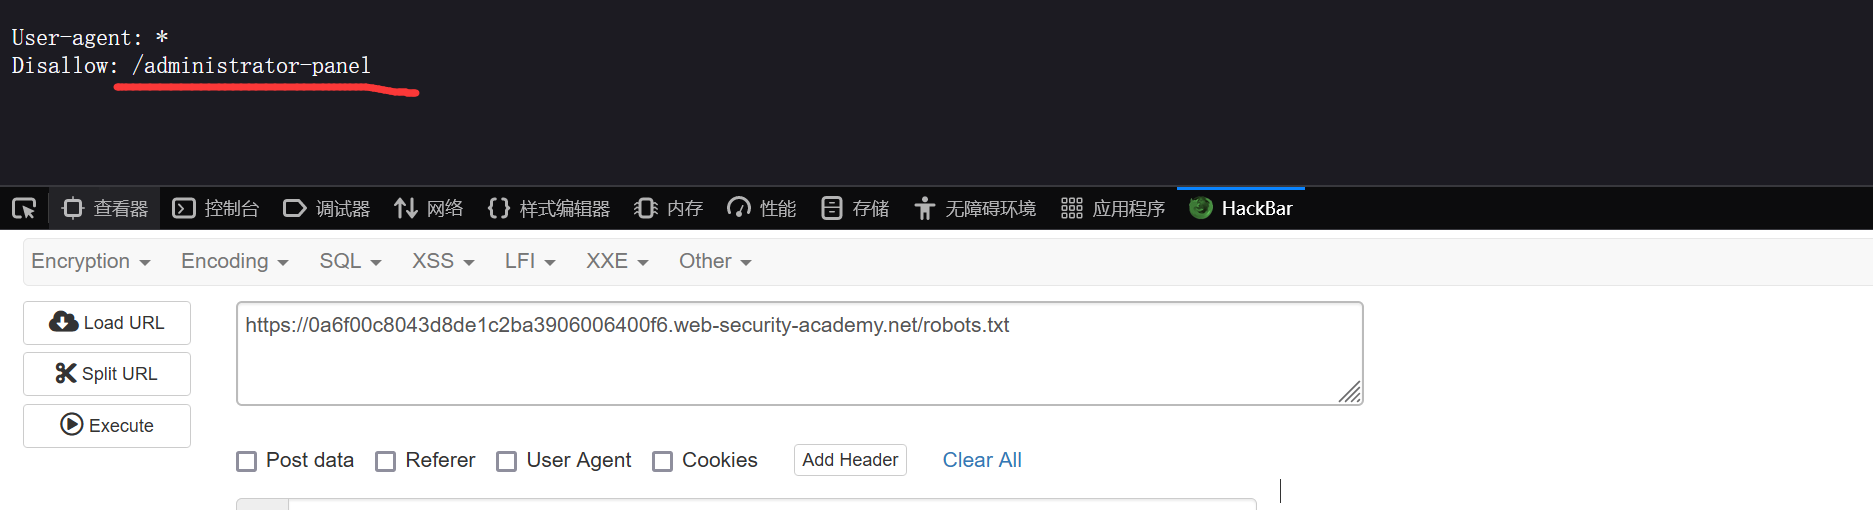 User-agent: *
Disallow: /administrator-panel
查看器 控制台 调试器 网络 样式编辑器 内存 性能 存储 无障碍环境 应用程序 HackBar
Encryption Encoding SQL XSS LFI XXE Other
Load URL
https://0a6f00c8043d8de1c2ba3906006400f6.web-security-academy.net/robots.txt
Split URL
Execute
Post data Referer User Agent Cookies Add Header Clear All